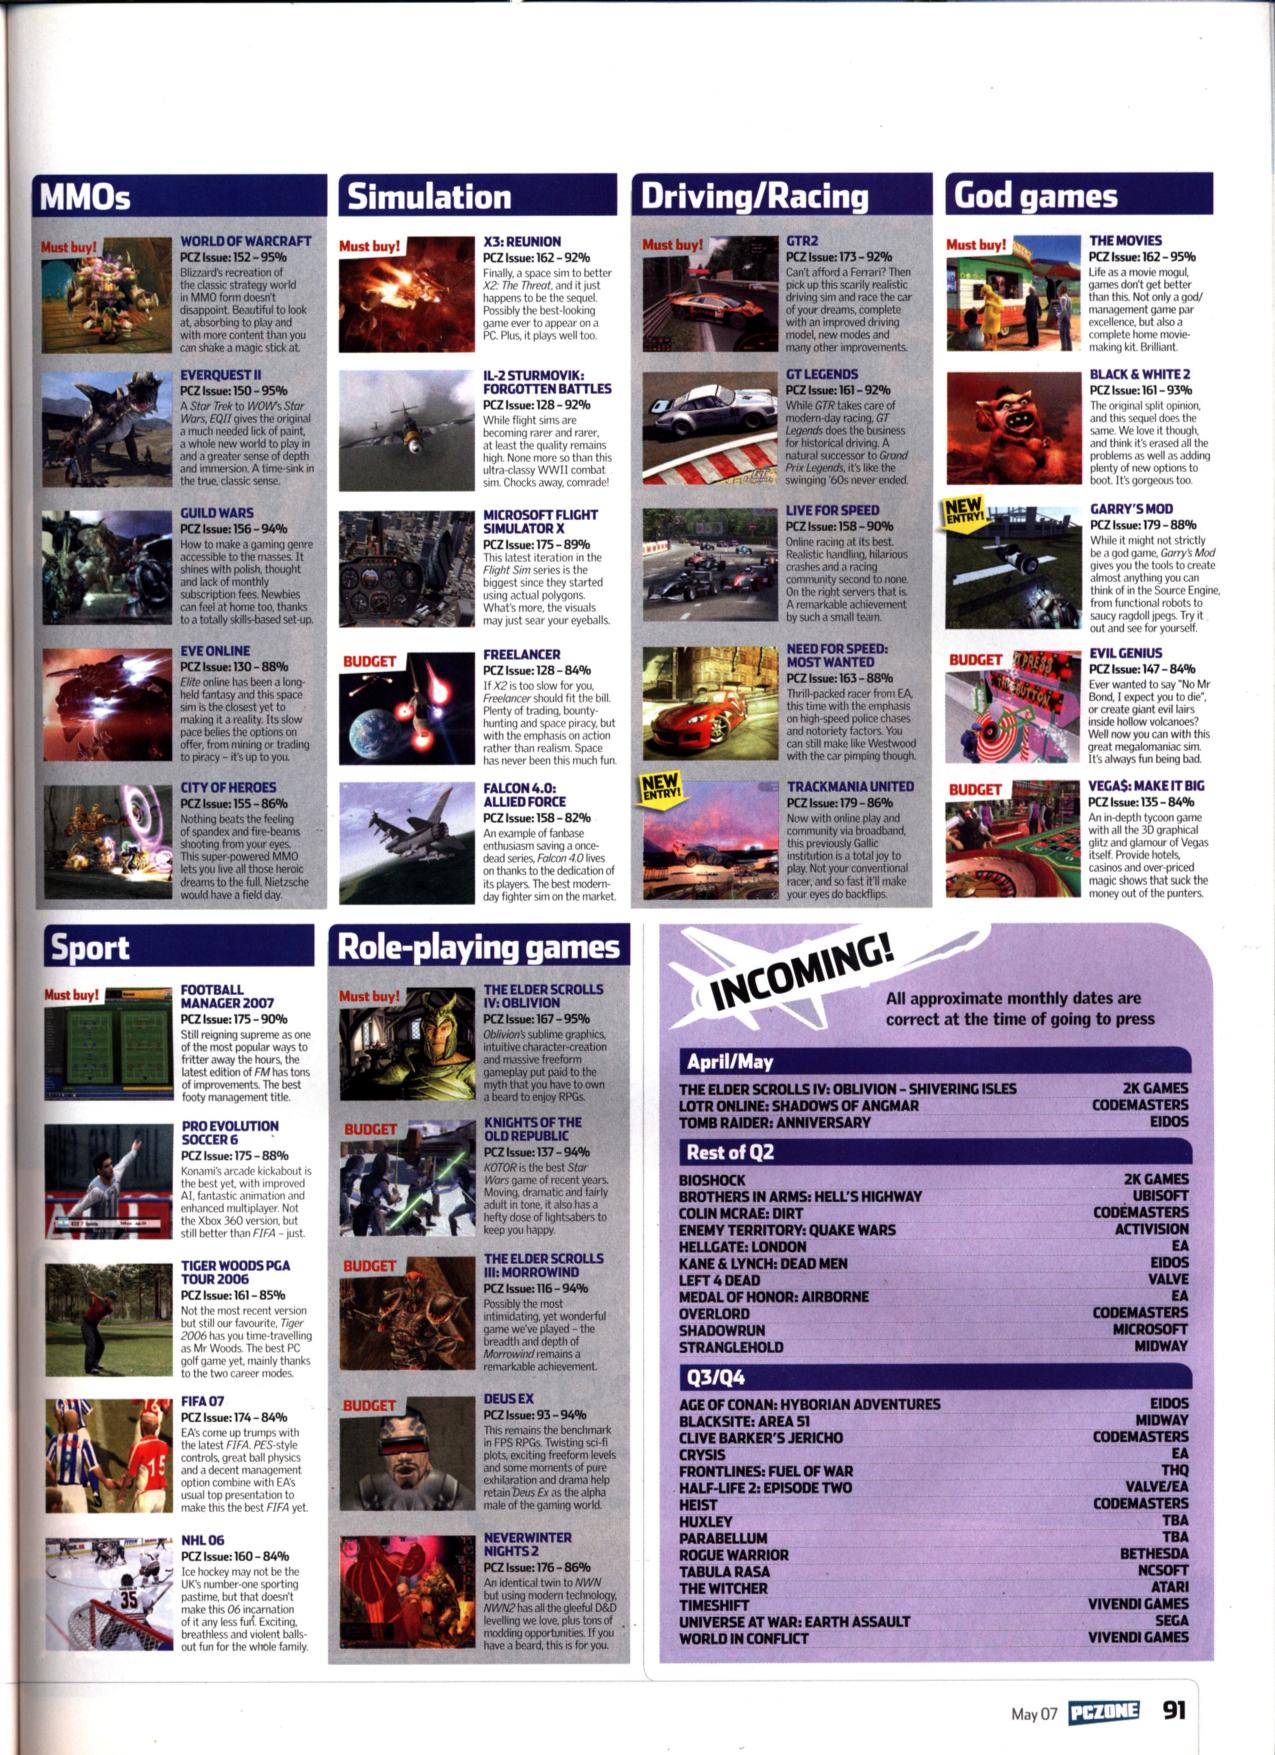 MMOs
Must buy!
WORLD OF WARCRAFT
PCZ Issue: 152 – 95%
Blizzard's recreation of
the classic strategy world
in MMO form doesn't
disappoint. Beautiful to look
at, absorbing to play and
with more content than you
can shake a magic stick at.
EVERQUEST II
PCZ Issue: 150 – 95%
A Star Trek to WOW's Star
Wars, EQII gives the original
a much needed lick of paint,
a whole new world to play in
and a greater sense of depth
and immersion. A time-sink in
the true, classic sense.
GUILD WARS
PCZ Issue: 156 – 94%
How to make a gaming genre
accessible to the masses. It
shines with polish, thought
and lack of monthly
subscription fees. Newbies
can feel at home too, thanks
to a totally skills-based set-up.
EVE ONLINE
PCZ Issue: 130 – 88%
Elite online has been a long-
held fantasy and this space
sim is the closest yet to
making it a reality. Its slow
pace belies the options on
offer, from mining or trading
to piracy – it's up to you.
CITY OF HEROES
PCZ Issue: 155 – 86%
Nothing beats the feeling
of spandex and fire-beams
shooting from your eyes.
This super-powered MMO
lets you live all those heroic
dreams to the full. Nietzsche
would have a field day.
Simulation
Must buy!
X3: REUNION
PCZ Issue: 162 – 92%
Finally, a space sim to better
X2: The Threat, and it just
happens to be the sequel.
Possibly the best-looking
game ever to appear on a
PC. Plus, it plays well too.
IL-2 STURMOVIK:
FORGOTTEN BATTLES
PCZ Issue: 128 – 92%
While flight sims are
becoming rarer and rarer,
at least the quality remains
high. None more so than this
ultra-classy WWII combat
sim. Chocks away, comrade!
MICROSOFT FLIGHT
SIMULATOR X
PCZ Issue: 175 – 89%
This latest iteration in the
Flight Sim series is the
biggest since they started
using actual polygons.
What's more, the visuals
may just sear your eyeballs.
BUDGET
FREELANCER
PCZ Issue: 128 – 84%
If X2 is too slow for you,
Freelancer should fit the bill.
Plenty of trading, bounty-
hunting and space piracy, but
with the emphasis on action
rather than realism. Space
has never been this much fun.
FALCON 4.0:
ALLIED FORCE
PCZ Issue: 158 – 82%
An example of fanbase
enthusiasm saving a once-
dead series, Falcon 4.0 lives
on thanks to the dedication of
its players. The best modern-
day fighter sim on the market.
Driving/Racing
Must buy!
GTR2
PCZ Issue: 173 – 92%
Can't afford a Ferrari? Then
pick up this scarily realistic
driving sim and race the car
of your dreams, complete
with an improved driving
model, new modes and
many other improvements.
GT LEGENDS
PCZ Issue: 161 – 92%
While GTR takes care of
modern-day racing, GT
Legends does the business
for historical driving. A
natural successor to Grand
Prix Legends, it's like the
swinging '60s never ended.
LIVE FOR SPEED
PCZ Issue: 158 – 90%
Online racing at its best.
Realistic handling, hilarious
crashes and a racing
community second to none.
On the right servers that is.
A remarkable achievement
by such a small team.
NEED FOR SPEED:
MOST WANTED
PCZ Issue: 163 – 88%
Thrill-packed racer from EA,
this time with the emphasis
on high-speed police chases
and notoriety factors. You
can still make like Westwood
with the car pimping though.
NEW
ENTRY!
TRACKMANIA UNITED
PCZ Issue: 179 – 86%
Now with online play and
community via broadband,
this previously Gallic
institution is a total joy to
play. Not your conventional
racer, and so fast it'll make
your eyes do backflips.
God games
Must buy!
THE MOVIES
PCZ Issue: 162 – 95%
Life as a movie mogul,
games don't get better
than this. Not only a god/
management game par
excellence, but also a
complete home movie-
making kit. Brilliant.
BLACK & WHITE 2
PCZ Issue: 161 – 93%
The original split opinion,
and this sequel does the
same. We love it though,
and think it's erased all the
problems as well as adding
plenty of new options to
boot. It's gorgeous too.
NEW
ENTRY!
GARRY'S MOD
PCZ Issue: 179 – 88%
While it might not strictly
be a god game, Garry's Mod
gives you the tools to create
almost anything you can
think of in the Source Engine,
from functional robots to
saucy ragdoll jpegs. Try it
out and see for yourself.
BUDGET
EVIL GENIUS
PCZ Issue: 147 – 84%
Ever wanted to say "No Mr
Bond, I expect you to die",
or create giant evil lairs
inside hollow volcanoes?
Well now you can with this
great megalomaniac sim.
It's always fun being bad.
BUDGET
VEGA$: MAKE IT BIG
PCZ Issue: 135 – 84%
An in-depth tycoon game
with all the 3D graphical
glitz and glamour of Vegas
itself. Provide hotels,
casinos and over-priced
magic shows that suck the
money out of the punters.
Sport
Must buy!
FOOTBALL
MANAGER 2007
PCZ Issue: 175 – 90%
Still reigning supreme as one
of the most popular ways to
fritter away the hours, the
latest edition of FM has tons
of improvements. The best
footy management title.
PRO EVOLUTION
SOCCER 6
PCZ Issue: 175 – 88%
Konami's arcade kickabout is
the best yet, with improved
AI, fantastic animation and
enhanced multiplayer. Not
the Xbox 360 version, but
still better than FIFA – just.
TIGER WOODS PGA
TOUR 2006
PCZ Issue: 161 – 85%
Not the most recent version
but still our favourite, Tiger
2006 has you time-travelling
as Mr Woods. The best PC
golf game yet, mainly thanks
to the two career modes.
FIFA 07
PCZ Issue: 174 – 84%
EA's come up trumps with
the latest FIFA. PES-style
controls, great ball physics
and a decent management
option combine with EA's
usual top presentation to
make this the best FIFA yet.
15
NHL 06
PCZ Issue: 160 – 84%
Ice hockey may not be the
UK's number-one sporting
pastime, but that doesn't
make this 06 incarnation
of it any less fun. Exciting,
breathless and violent balls-
out fun for the whole family.
35
Role-playing games
Must buy!
THE ELDER SCROLLS
IV: OBLIVION
PCZ Issue: 167 – 95%
Oblivion's sublime graphics,
intuitive character-creation
and massive freeform
gameplay put paid to the
myth that you have to own
a beard to enjoy RPGs.
BUDGET
KNIGHTS OF THE
OLD REPUBLIC
PCZ Issue: 137 – 94%
KOTOR is the best Star
Wars game of recent years.
Moving, dramatic and fairly
adult in tone, it also has a
hefty dose of lightsabers to
keep you happy.
BUDGET
THE ELDER SCROLLS
III: MORROWIND
PCZ Issue: 116 – 94%
Possibly the most
intimidating, yet wonderful
game we've played – the
breadth and depth of
Morrowind remains a
remarkable achievement.
BUDGET
DEUS EX
PCZ Issue: 93 – 94%
This remains the benchmark
in FPS RPGs. Twisting sci-fi
plots, exciting freeform levels
and some moments of pure
exhilaration and drama help
retain Deus Ex as the alpha
male of the gaming world.
NEVERWINTER
NIGHTS 2
PCZ Issue: 176 – 86%
An identical twin to NWN
but using modern technology,
NWN2 has all the gleeful D&D
levelling we love, plus tons of
modding opportunities. If you
have a beard, this is for you.
INCOMING!
All approximate monthly dates are
correct at the time of going to press
April/May
THE ELDER SCROLLS IV: OBLIVION – SHIVERING ISLES 2K GAMES
LOTR ONLINE: SHADOWS OF ANGMAR CODEMASTERS
TOMB RAIDER: ANNIVERSARY EIDOS
Rest of Q2
BIOSHOCK 2K GAMES
BROTHERS IN ARMS: HELL'S HIGHWAY UBISOFT
COLIN MCRAE: DIRT CODEMASTERS
ENEMY TERRITORY: QUAKE WARS ACTIVISION
HELLGATE: LONDON EA
KANE & LYNCH: DEAD MEN EIDOS
LEFT 4 DEAD VALVE
MEDAL OF HONOR: AIRBORNE EA
OVERLORD CODEMASTERS
SHADOWRUN MICROSOFT
STRANGLEHOLD MIDWAY
Q3/Q4
AGE OF CONAN: HYBORIAN ADVENTURES EIDOS
BLACKSITE: AREA 51 MIDWAY
CLIVE BARKER'S JERICHO CODEMASTERS
CRYSIS EA
FRONTLINES: FUEL OF WAR THQ
HALF-LIFE 2: EPISODE TWO VALVE/EA
HEIST CODEMASTERS
HUXLEY TBA
PARABELLUM TBA
ROGUE WARRIOR BETHESDA
TABULA RASA NCSOFT
THE WITCHER ATARI
TIMESHIFT VIVENDI GAMES
UNIVERSE AT WAR: EARTH ASSAULT SEGA
WORLD IN CONFLICT VIVENDI GAMES
May 07 PCZONE 91